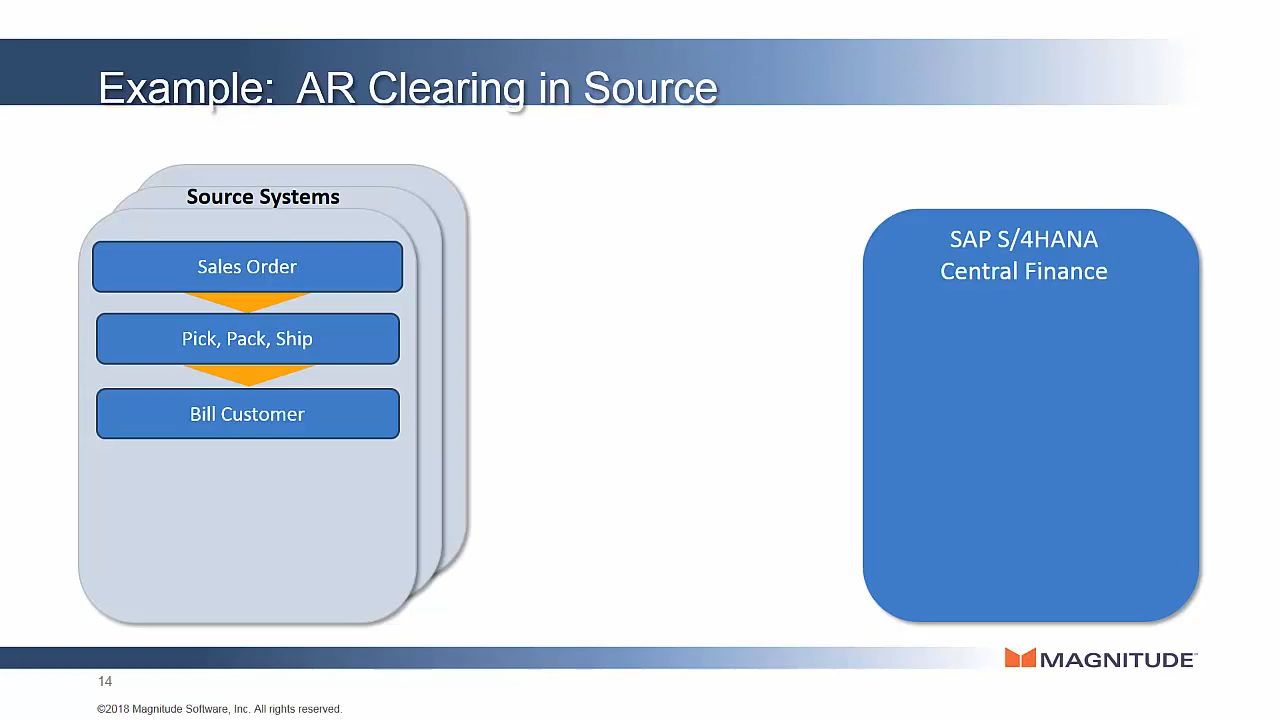 Example: AR Clearing in Source
Source Systems
Sales Order
Pick, Pack, Ship
Bill Customer
SAP S/4HANA
Central Finance
MAGNITUDE™
14
©2018 Magnitude Software, Inc. All rights reserved.